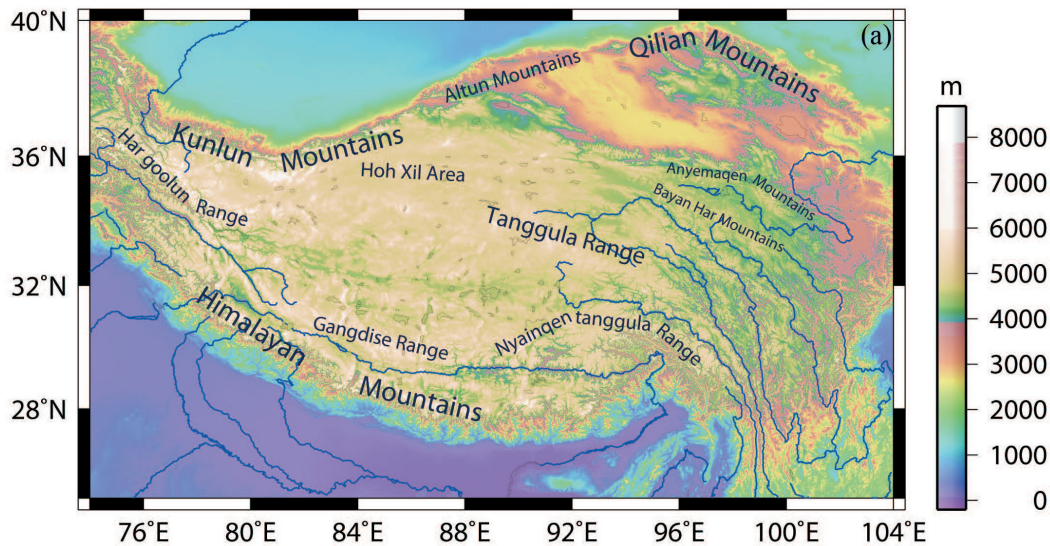 40°N
36°N
32°N
28°N
(a)
Qilian Mountains
Altun Mountains
Kunlun Mountains
Har goolun Range
Hoh Xil Area
Anyemaqen Mountains
Bayan Har Mountains
Tanggula Range
Himalayan
Mountains
Gangdise Range
Nyainqen tanggula Range
76°E 80°E 84°E 88°E 92°E 96°E 100°E 104°E
m
8000
7000
6000
5000
4000
3000
2000
1000
0